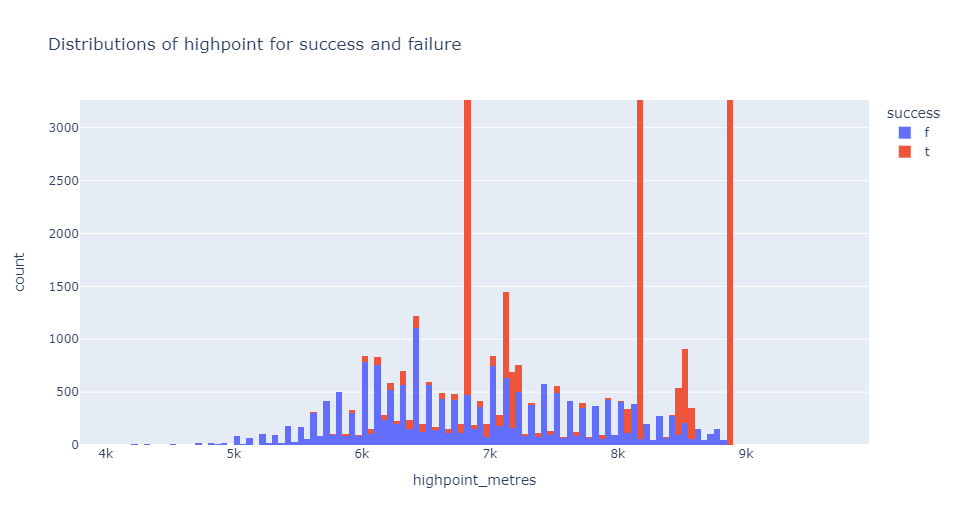 Distributions of highpoint for success and failure
success
f
t
3000
2500
2000
1500
1000
500
0
count
4k 5k 6k 7k 8k 9k
highpoint_metres